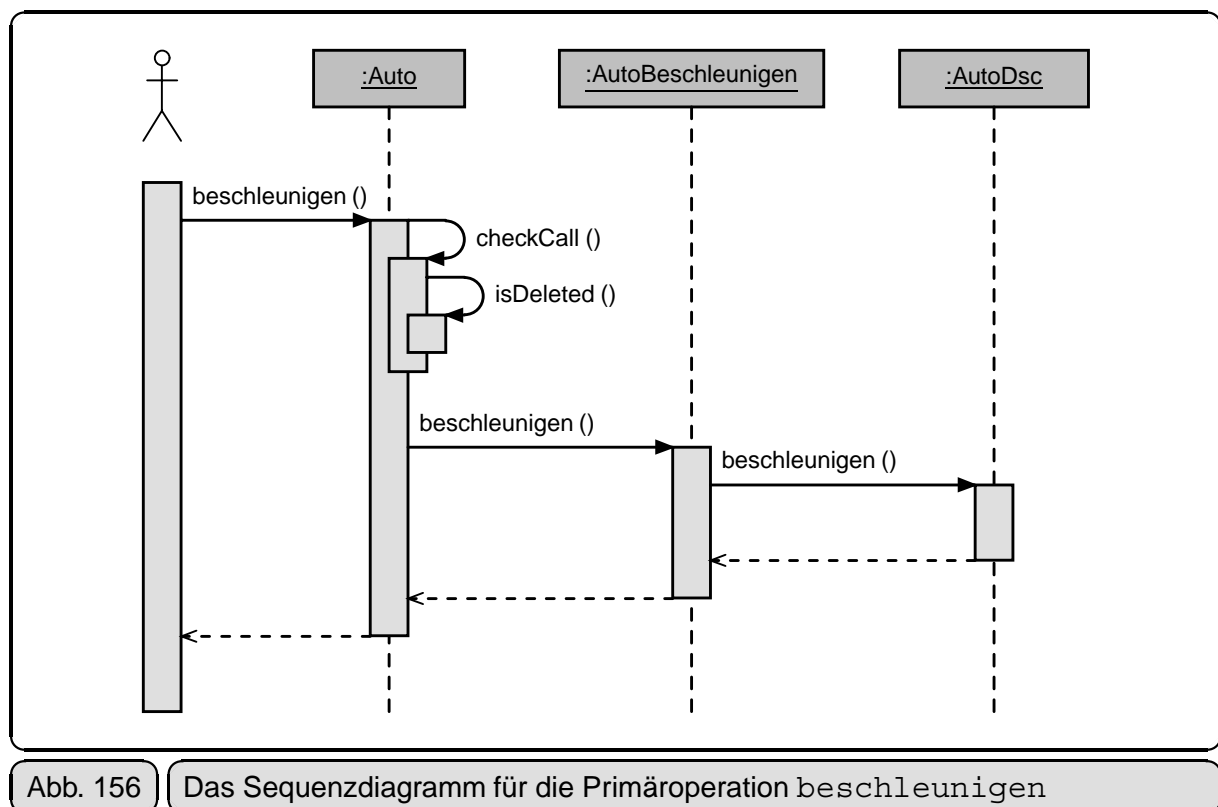 :Auto
:AutoBeschleunigen
:AutoDsc
beschleunigen ()
checkCall ()
isDeleted ()
beschleunigen ()
beschleunigen ()
Abb. 156 Das Sequenzdiagramm für die Primäroperation beschleunigen